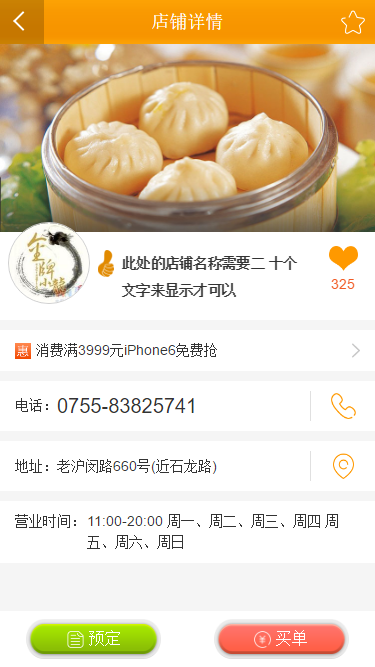 店铺详情
金牌
小笼
此处的店铺名称需要二 十个
文字来显示才可以
325
惠 消费满3999元iPhone6免费抢
电话：0755-83825741
地址：老沪闵路660号(近石龙路)
营业时间：11:00-20:00 周一、周二、周三、周四 周
五、周六、周日
预定
买单